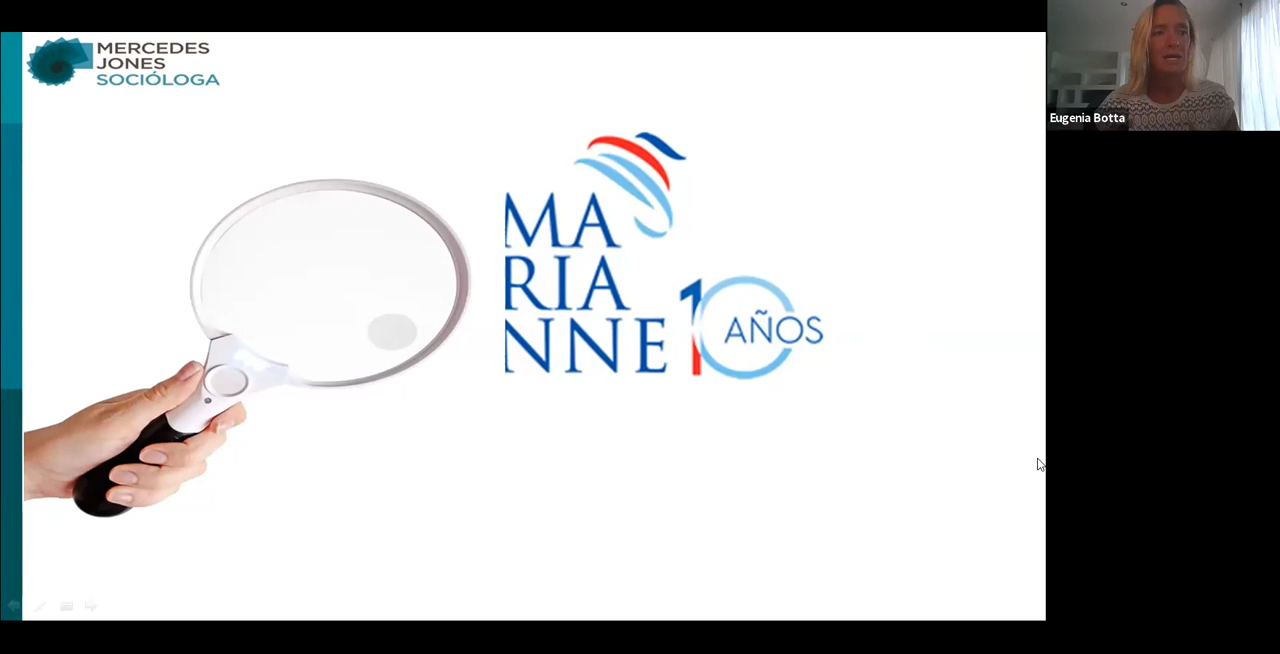 MERCEDES
JONES
SOCIÓLOGA
Eugenia Botta
MA
RIA
NNE
10
AÑOS